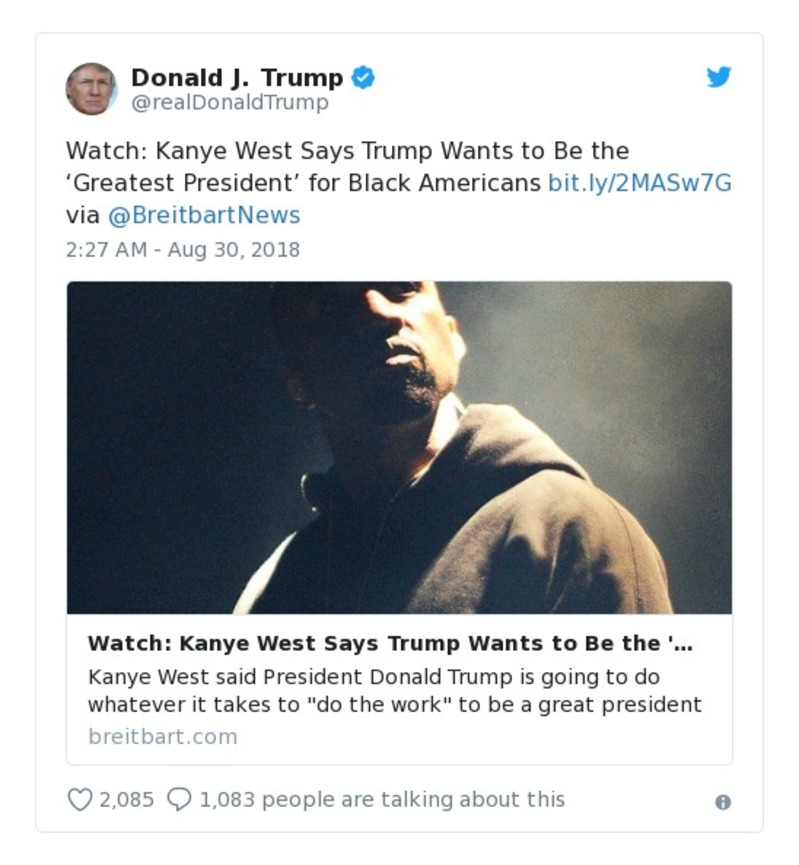 Donald J. Trump
@realDonaldTrump
Watch: Kanye West Says Trump Wants to Be the
‘Greatest President’ for Black Americans bit.ly/2MASw7G
via @BreitbartNews
2:27 AM - Aug 30, 2018
Watch: Kanye West Says Trump Wants to Be the '...
Kanye West said President Donald Trump is going to do
whatever it takes to "do the work" to be a great president
breitbart.com
2,085 1,083 people are talking about this